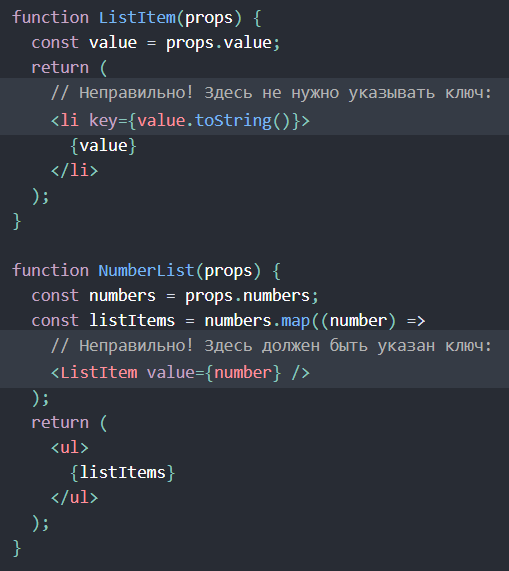 function ListItem(props) {
  const value = props.value;
  return (
    // Неправильно! Здесь не нужно указывать ключ:
    <li key={value.toString()}>
      {value}
    </li>
  );
}

function NumberList(props) {
  const numbers = props.numbers;
  const listItems = numbers.map((number) =>
    // Неправильно! Здесь должен быть указан ключ:
    <ListItem value={number} />
  );
  return (
    <ul>
      {listItems}
    </ul>
  );
}